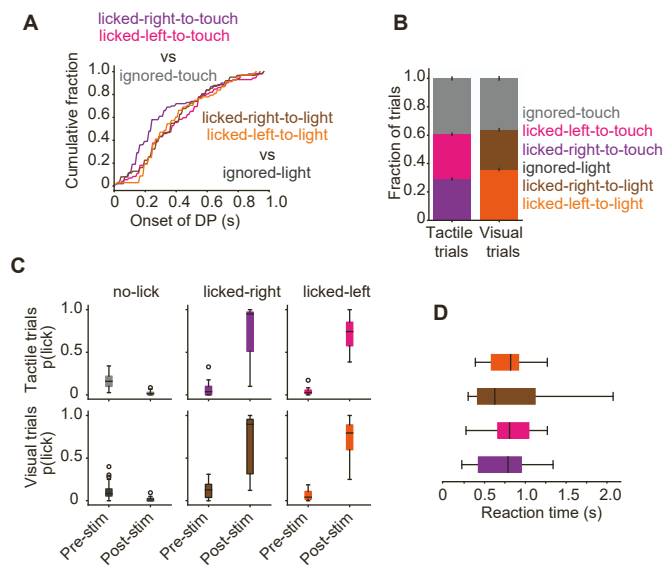 A
licked-right-to-touch
licked-left-to-touch
vs
ignored-touch
Cumulative fraction
1.0
0.8
0.6
0.4
0.2
0
licked-right-to-light
licked-left-to-light
vs
ignored-light
0 0.2 0.4 0.6 0.8 1.0
Onset of DP (s)
B
Fraction of trials
1.0
0.8
0.6
0.4
0.2
0
ignored-touch
licked-left-to-touch
licked-right-to-touch
ignored-light
licked-right-to-light
licked-left-to-light
Tactile trials
Visual trials
C
no-lick licked-right licked-left
Tactile trials
p(lick)
1.0
0.5
0
Visual trials
p(lick)
1.0
0.5
0
Pre-stim Post-stim Pre-stim Post-stim Pre-stim Post-stim
D
0 0.5 1.0 1.5 2.0
Reaction time (s)